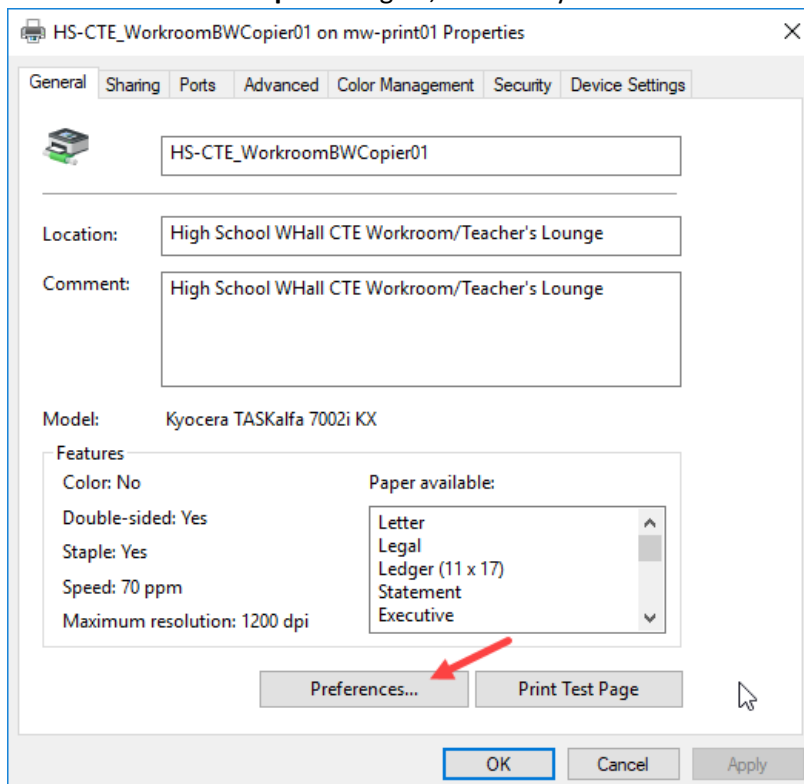 HS-CTE_WorkroomBWCopier01 on mw-print01 Properties
General Sharing Ports Advanced Color Management Security Device Settings
HS-CTE_WorkroomBWCopier01
Location: High School WHall CTE Workroom/Teacher's Lounge
Comment: High School WHall CTE Workroom/Teacher's Lounge
Model: Kyocera TASKalfa 7002i KX
Features
Color: No Paper available:
Double-sided: Yes
Staple: Yes
Speed: 70 ppm
Maximum resolution: 1200 dpi
Letter
Legal
Ledger (11 x 17)
Statement
Executive
Preferences... Print Test Page
OK Cancel Apply